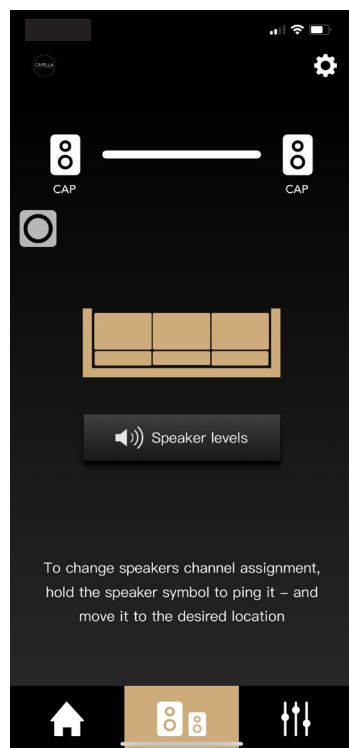 CAPELLA
CAP
CAP
Speaker levels
To change speakers channel assignment,
hold the speaker symbol to ping it – and
move it to the desired location